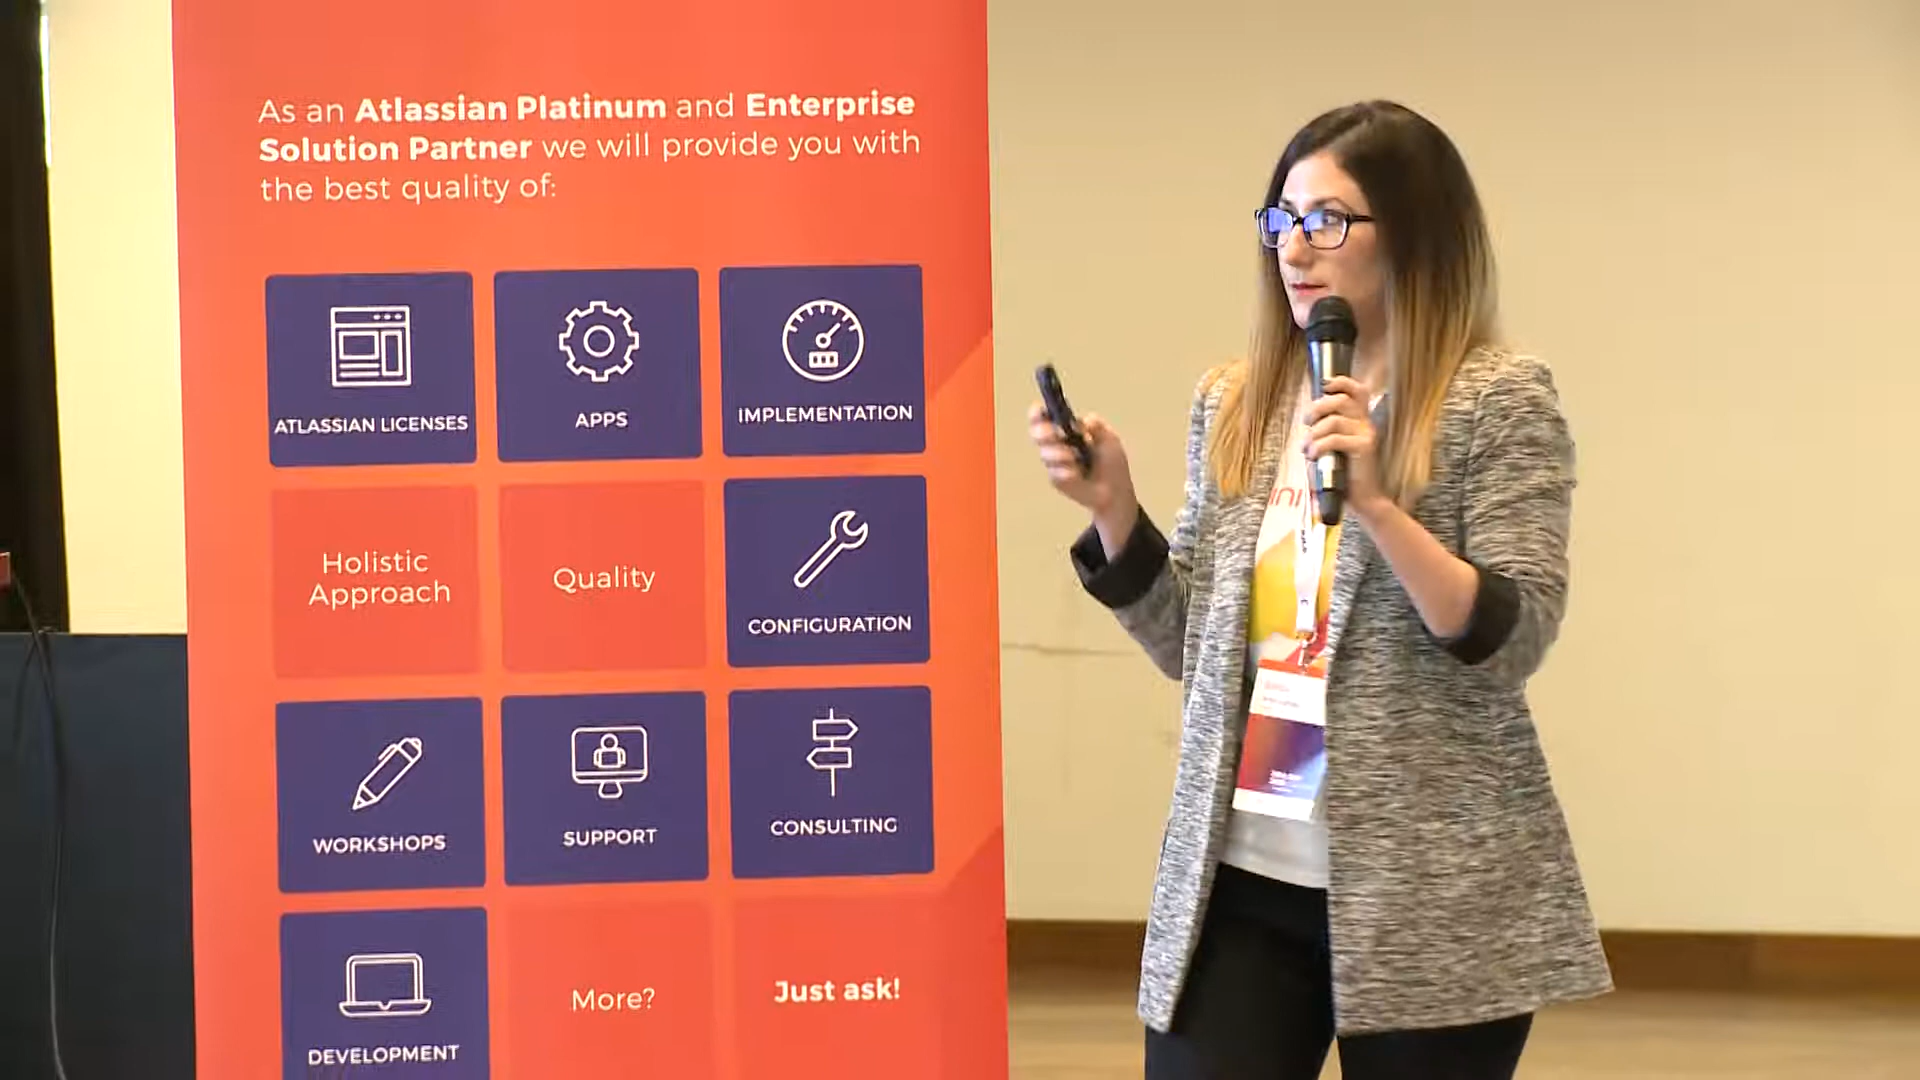 As an Atlassian Platinum and Enterprise
Solution Partner we will provide you with
the best quality of:
ATLASSIAN LICENSES
APPS
IMPLEMENTATION
Holistic
Approach
Quality
CONFIGURATION
WORKSHOPS
SUPPORT
CONSULTING
DEVELOPMENT
More?
Just ask!